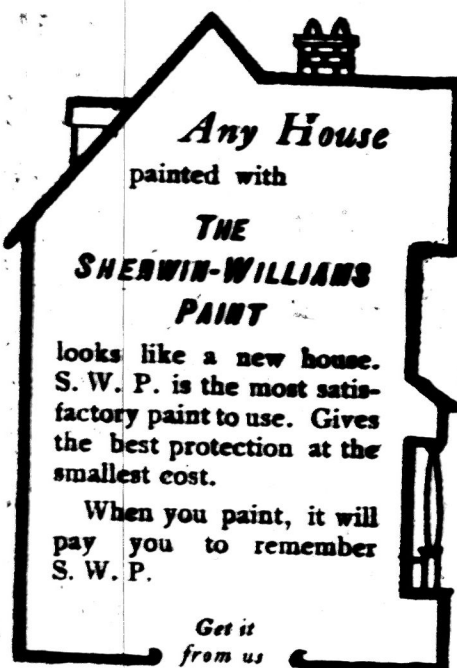 Any House
painted with
THE
SHERWIN-WILLIAMS
PAINT
looks like a new house.
S. W. P. is the most satis-
factory paint to use. Gives
the best protection at the
smallest cost.
When you paint, it will
pay you to remember
S. W. P.
Get it
from us